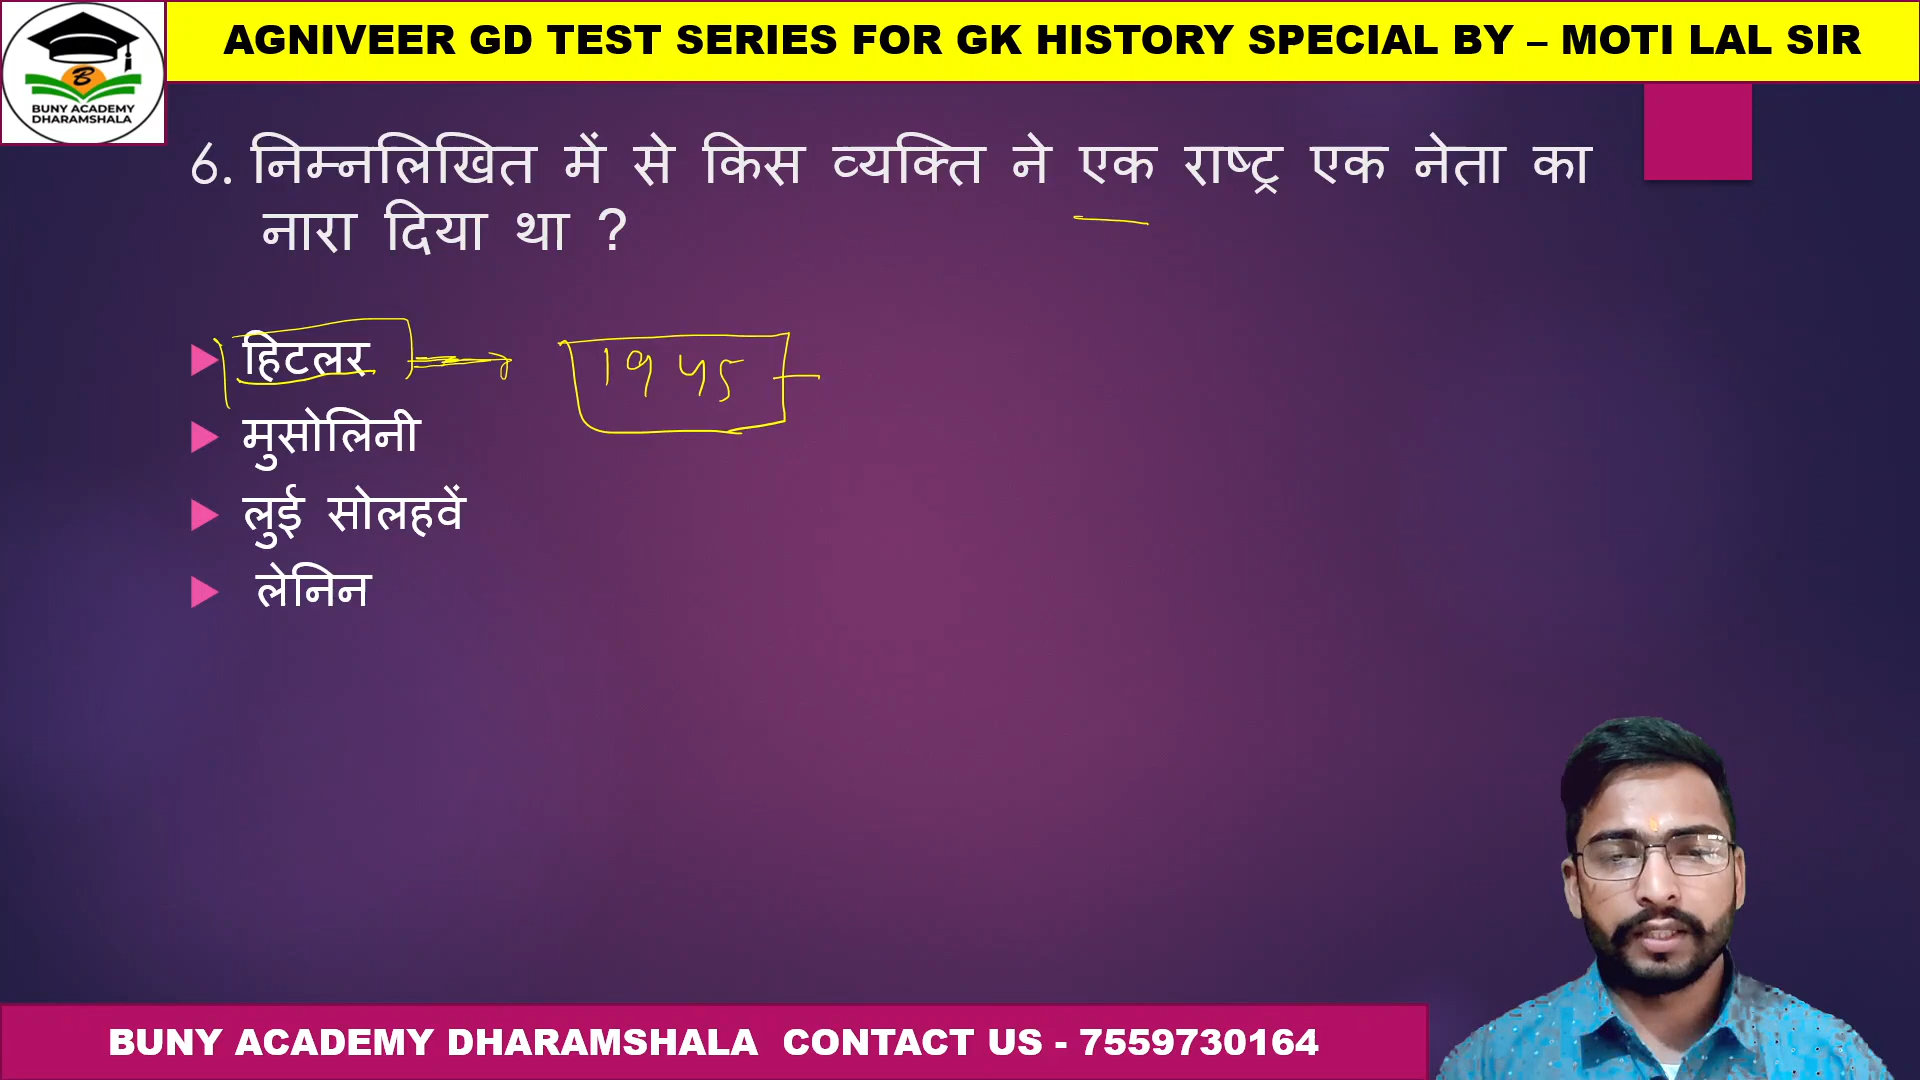 AGNIVEER GD TEST SERIES FOR GK HISTORY SPECIAL BY – MOTI LAL SIR
B
BUNY ACADEMY
DHARAMSHALA
6. निम्नलिखित में से किस व्यक्ति ने एक राष्ट्र एक नेता का
नारा दिया था ?
हिटलर
1945
मुसोलिनी
लुई सोलहवें
लेनिन
BUNY ACADEMY DHARAMSHALA CONTACT US - 7559730164